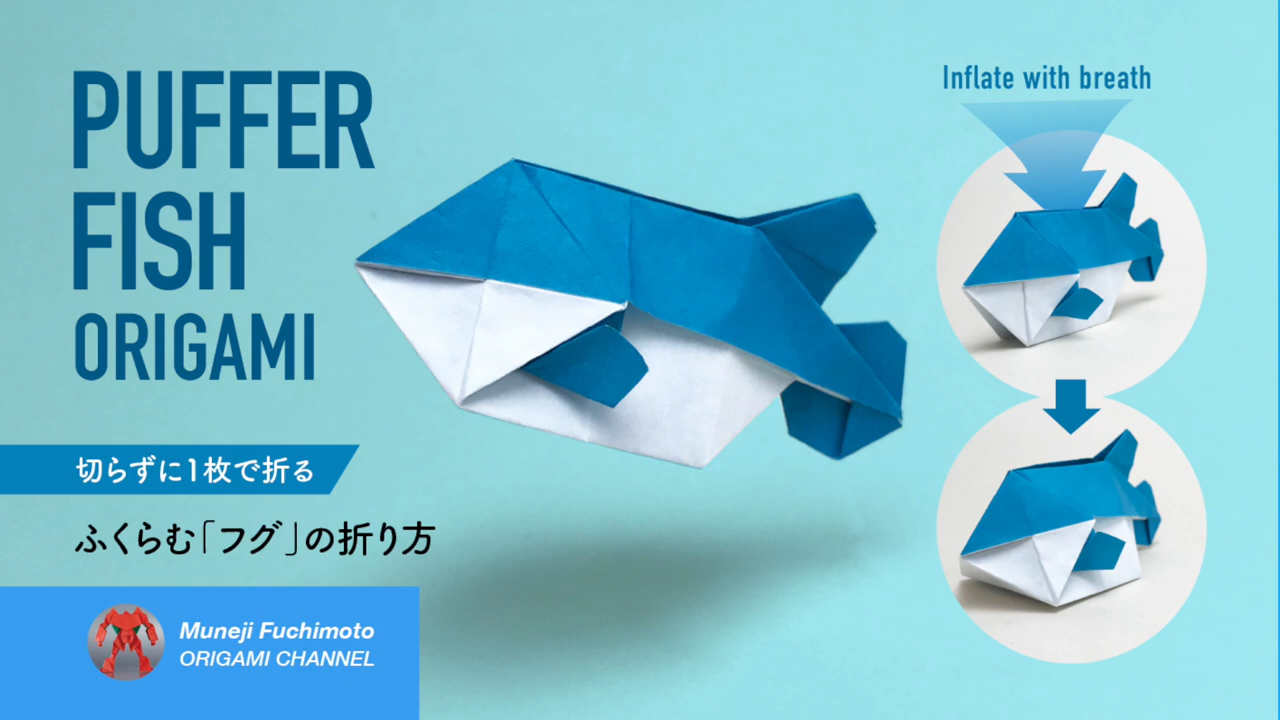 PUFFER
FISH
ORIGAMI
切らずに1枚で折る
ふくらむ「フグ」の折り方
Muneji Fuchimoto
ORIGAMI CHANNEL
Inflate with breath